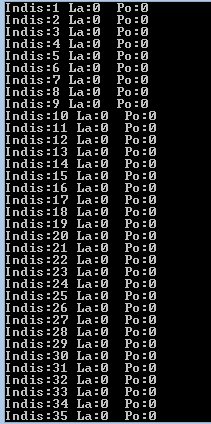 Indis:1 La:0  Po:0
Indis:2 La:0  Po:0
Indis:3 La:0  Po:0
Indis:4 La:0  Po:0
Indis:5 La:0  Po:0
Indis:6 La:0  Po:0
Indis:7 La:0  Po:0
Indis:8 La:0  Po:0
Indis:9 La:0  Po:0
Indis:10 La:0  Po:0
Indis:11 La:0  Po:0
Indis:12 La:0  Po:0
Indis:13 La:0  Po:0
Indis:14 La:0  Po:0
Indis:15 La:0  Po:0
Indis:16 La:0  Po:0
Indis:17 La:0  Po:0
Indis:18 La:0  Po:0
Indis:19 La:0  Po:0
Indis:20 La:0  Po:0
Indis:21 La:0  Po:0
Indis:22 La:0  Po:0
Indis:23 La:0  Po:0
Indis:24 La:0  Po:0
Indis:25 La:0  Po:0
Indis:26 La:0  Po:0
Indis:27 La:0  Po:0
Indis:28 La:0  Po:0
Indis:29 La:0  Po:0
Indis:30 La:0  Po:0
Indis:31 La:0  Po:0
Indis:32 La:0  Po:0
Indis:33 La:0  Po:0
Indis:34 La:0  Po:0
Indis:35 La:0  Po:0